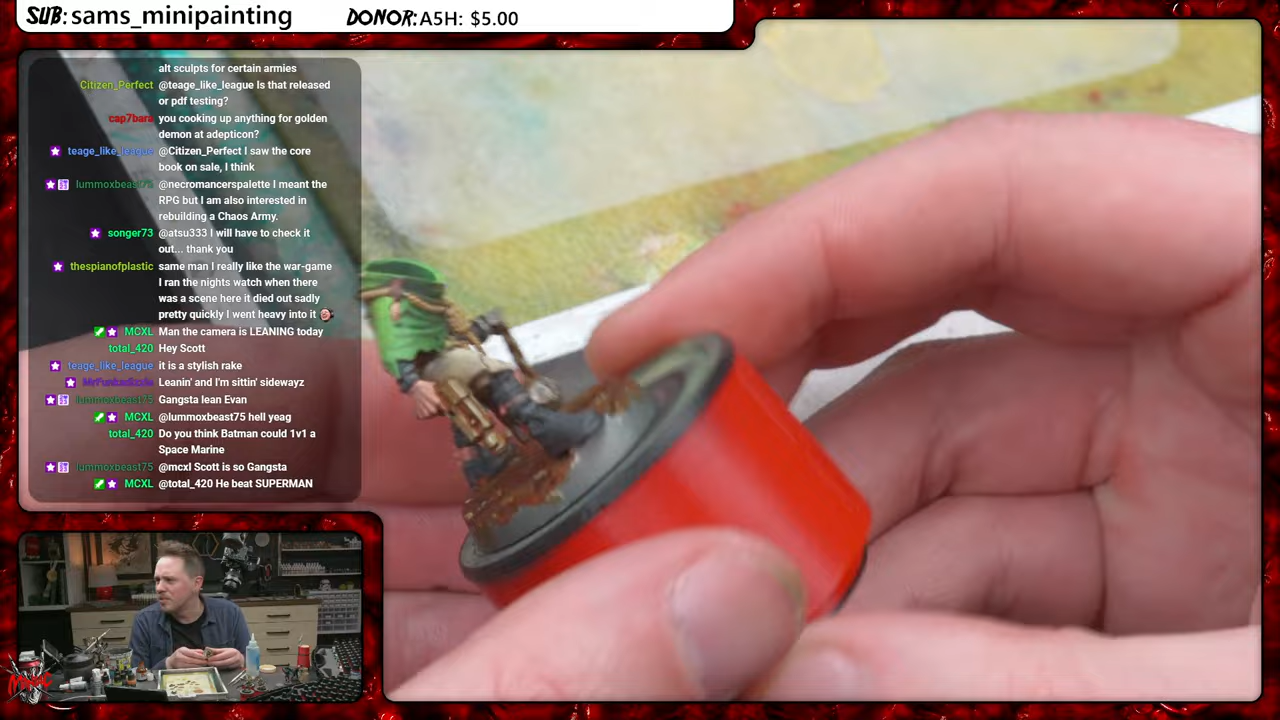 SUB: sams_minipainting
DONOR: A5H: $5.00
alt sculpts for certain armies
Citizen_Perfect @teage_like_league Is that released
or pdf testing?
cap7bara you cooking up anything for golden
demon at adepticon?
teage_like_league @Citizen_Perfect I saw the core
book on sale, I think
lummoxbeast75 @necromancerspalette I meant the
RPG but I am also interested in
rebuilding a Chaos Army.
songer73 @atsu333 I will have to check it
out... thank you
thespianofplastic same man I really like the war-game
I ran the nights watch when there
was a scene here it died out sadly
pretty quickly I went heavy into it
MCXL Man the camera is LEANING today
total_420 Hey Scott
teage_like_league it is a stylish rake
Leanin' and I'm sittin' sidewayz
lummoxbeast75 Gangsta lean Evan
MCXL @lummoxbeast75 hell yeag
total_420 Do you think Batman could 1v1 a
Space Marine
lummoxbeast75 @mcxl Scott is so Gangsta
MCXL @total_420 He beat SUPERMAN